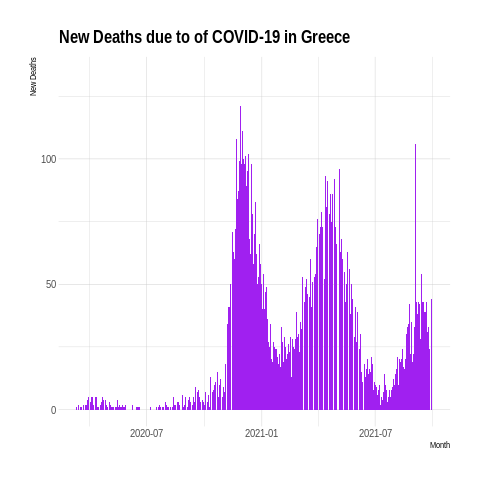 New Deaths due to of COVID-19 in Greece
New Deaths
100
50
0
2020-07
2021-01
2021-07
Month